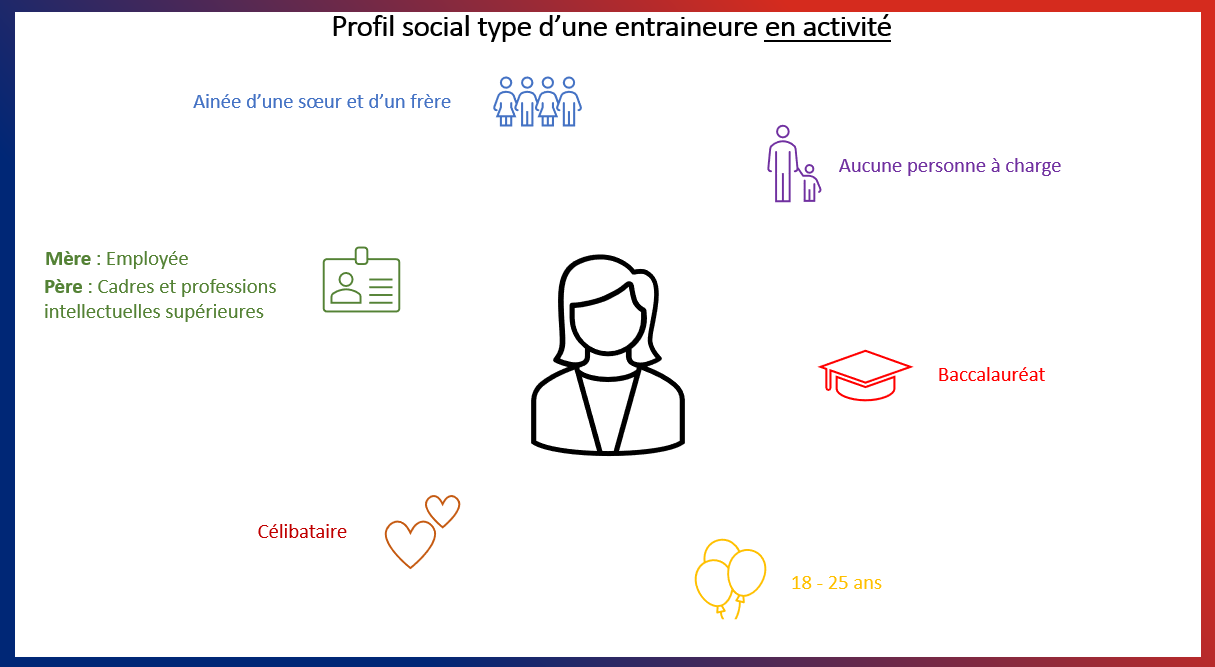 Profil social type d’une entraineure en activité
Ainée d’une sœur et d’un frère
Aucune personne à charge
Mère : Employée
Père : Cadres et professions
intellectuelles supérieures
Baccalauréat
Célibataire
18 - 25 ans